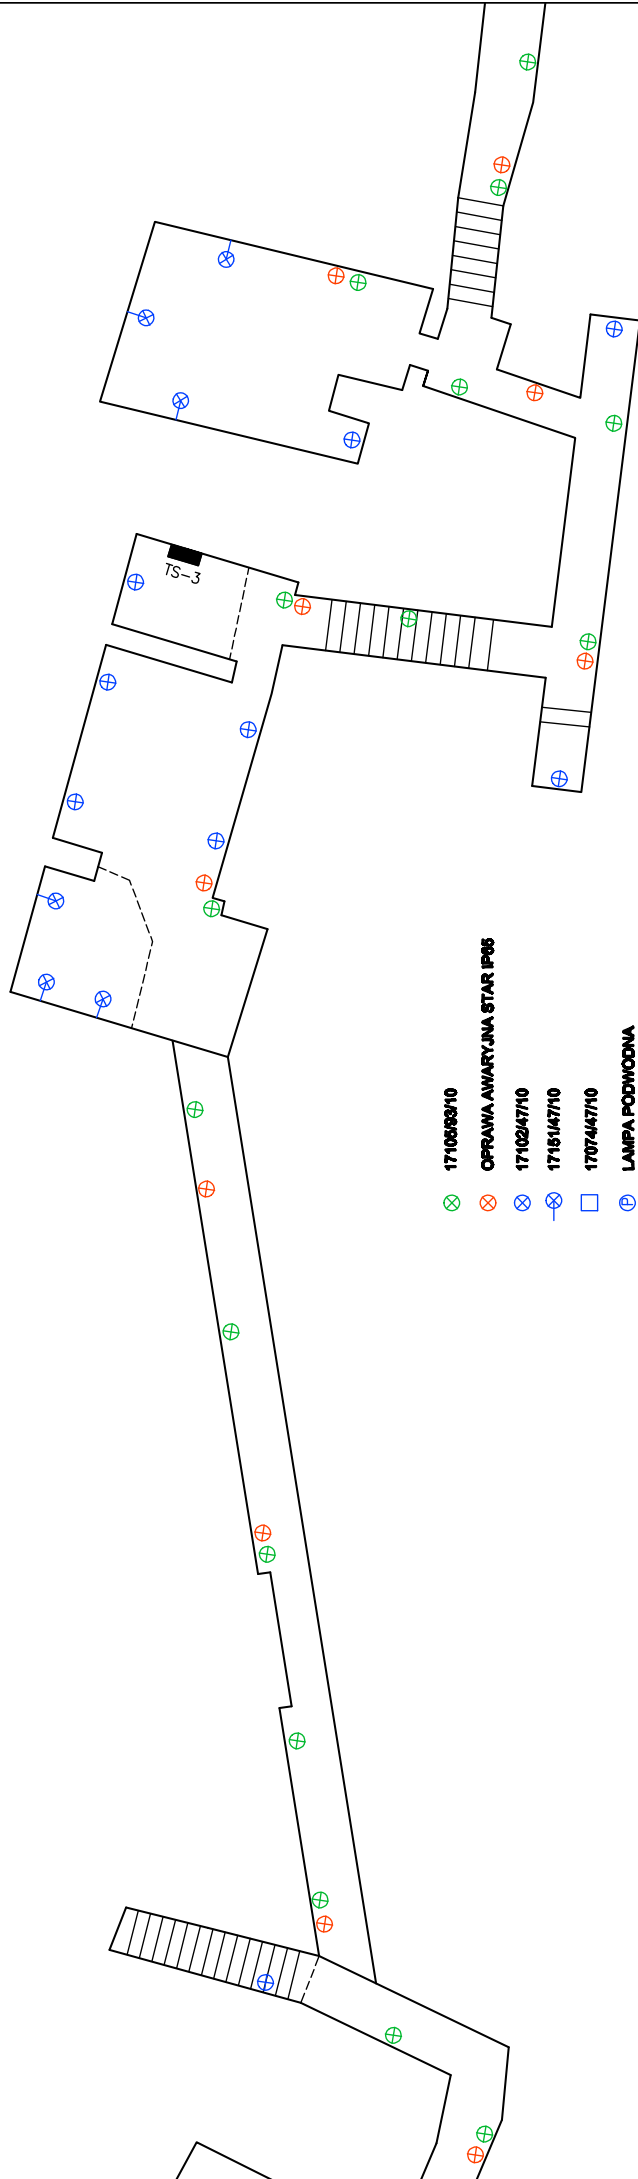 TS-3
17105/93/10
OPRAWA AWARYJNA STAR IP65
17102/47/10
17151/47/10
17074/47/10
P LAMPA PODWODNA